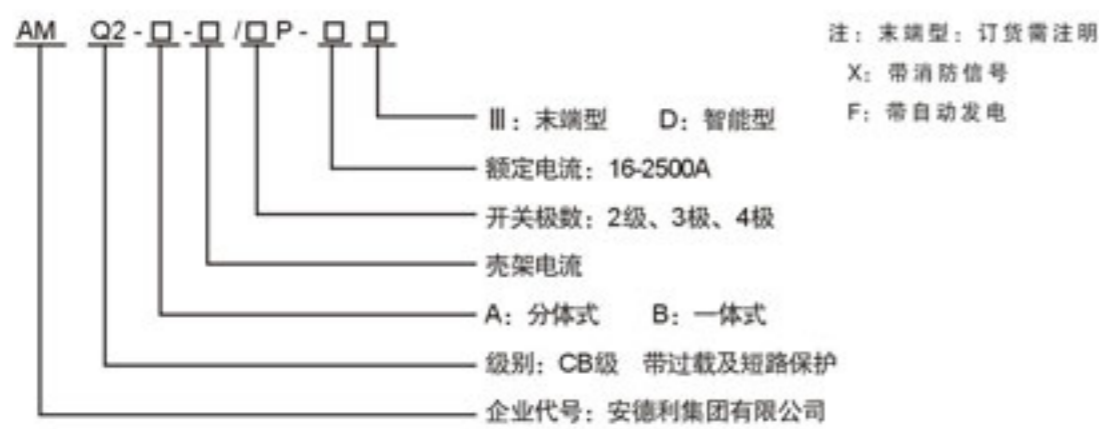 AM Q2-□-□/□P-□ □
注：末端型：订货需注明
X：带消防信号
F：带自动发电
Ⅲ：末端型 D：智能型
额定电流：16-2500A
开关极数：2级、3极、4极
壳架电流
A：分体式 B：一体式
级别：CB级 带过载及短路保护
企业代号：安德利集团有限公司